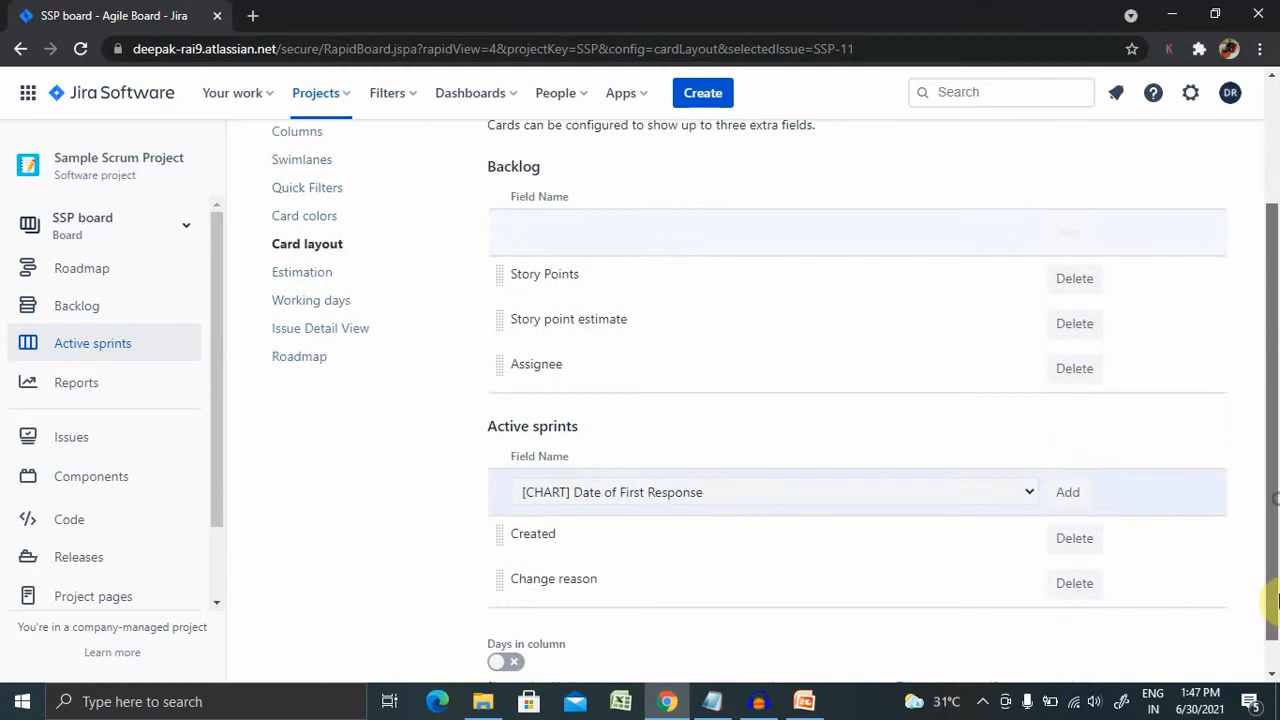 SSP board - Agile Board - Jira
deepak-rai9.atlassian.net/secure/RapidBoard.jspa?rapidView=4&projectKey=SSP&config=cardLayout&selectedIssue=SSP-11
K
Jira Software
Your work
Projects
Filters
Dashboards
People
Apps
Create
Search
DR
Sample Scrum Project
Software project
SSP board
Board
Roadmap
Backlog
Active sprints
Reports
Issues
Components
Code
Releases
Project pages
You're in a company-managed project
Learn more
Columns
Swimlanes
Quick Filters
Card colors
Card layout
Estimation
Working days
Issue Detail View
Roadmap
Cards can be configured to show up to three extra fields.
Backlog
Field Name
Story Points Delete
Story point estimate Delete
Assignee Delete
Active sprints
Field Name
[CHART] Date of First Response Add
Created Delete
Change reason Delete
Days in column
Type here to search
31°C
ENG
IN
1:47 PM
6/30/2021
5